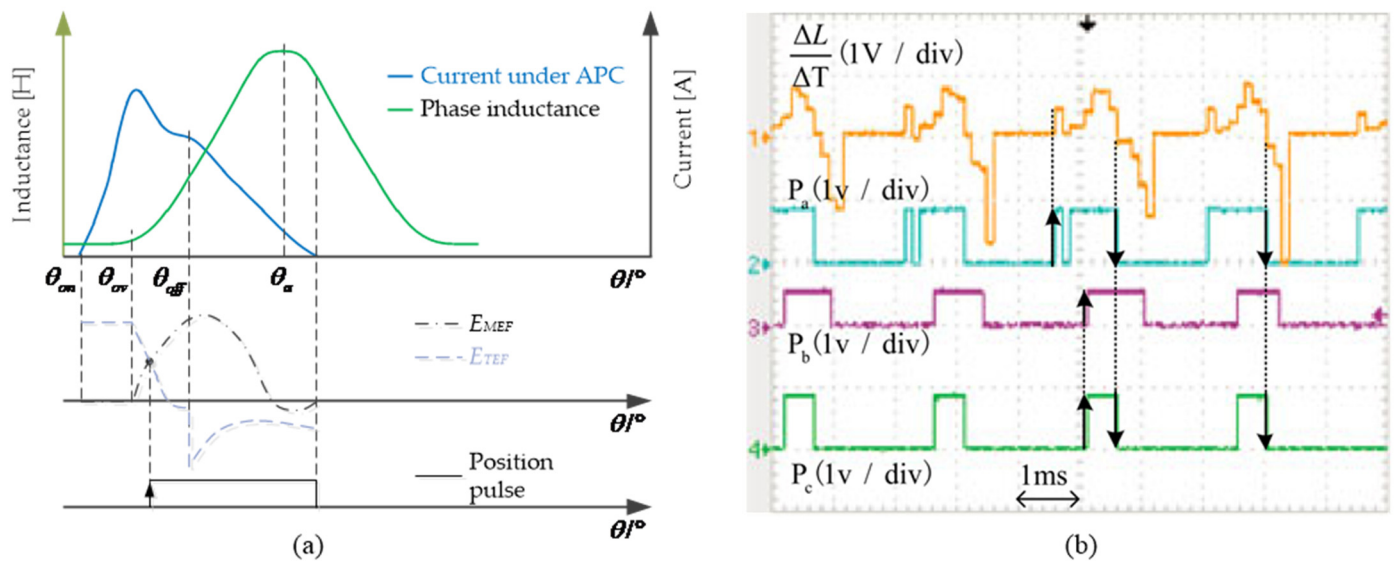 Inductance [H]
Current under APC
Phase inductance
Current [A]
θon θov θoff θa θ/°
EMEF
ETEF
θ/°
Position
pulse
θ/°
(a)
ΔL
ΔT (1V / div)
1
Pa(1v / div)
2
3
Pb(1v / div)
4
Pc(1v / div)
1ms
(b)